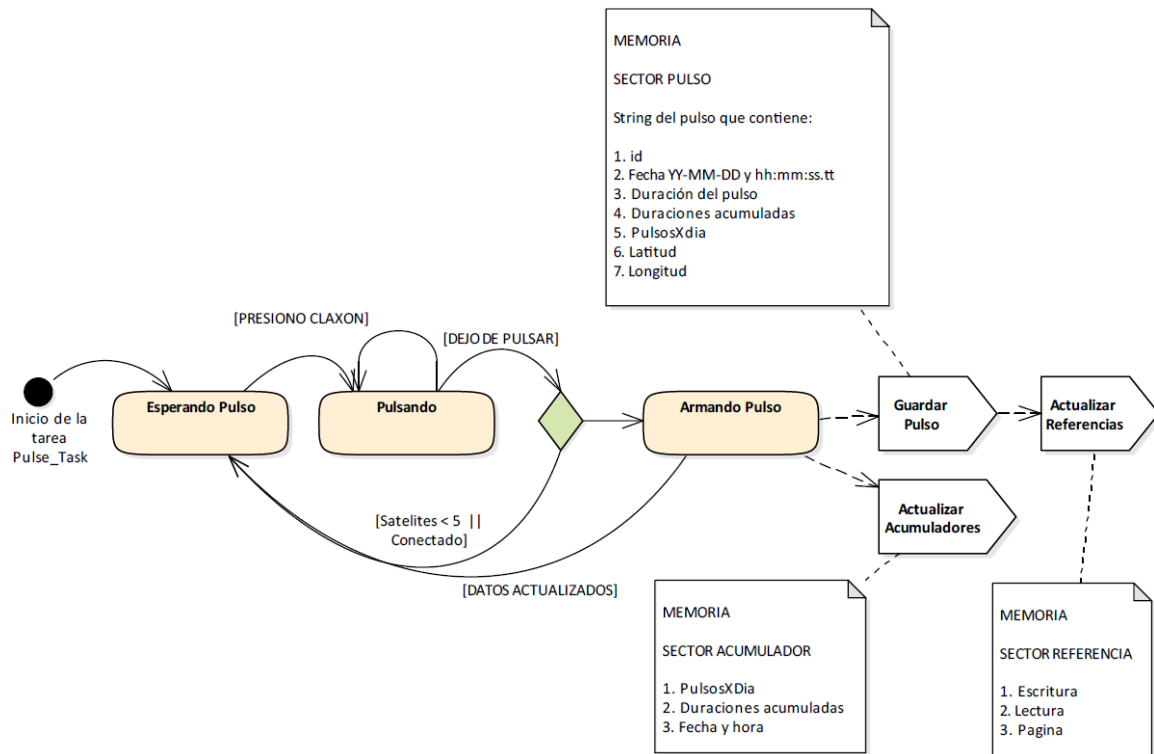 MEMORIA
SECTOR PULSO
String del pulso que contiene:
1. id
2. Fecha YY-MM-DD y hh:mm:ss.tt
3. Duración del pulso
4. Duraciones acumuladas
5. PulsosXdia
6. Latitud
7. Longitud
[PRESIONO CLAXON]
[DEJO DE PULSAR]
Inicio de la
tarea
Pulse_Task
Esperando Pulso
Pulsando
Armando Pulso
Guardar
Pulso
Actualizar
Referencias
Actualizar
Acumuladores
[Satelites < 5 ||
Conectado]
[DATOS ACTUALIZADOS]
MEMORIA
SECTOR ACUMULADOR
1. PulsosXDia
2. Duraciones acumuladas
3. Fecha y hora
MEMORIA
SECTOR REFERENCIA
1. Escritura
2. Lectura
3. Pagina